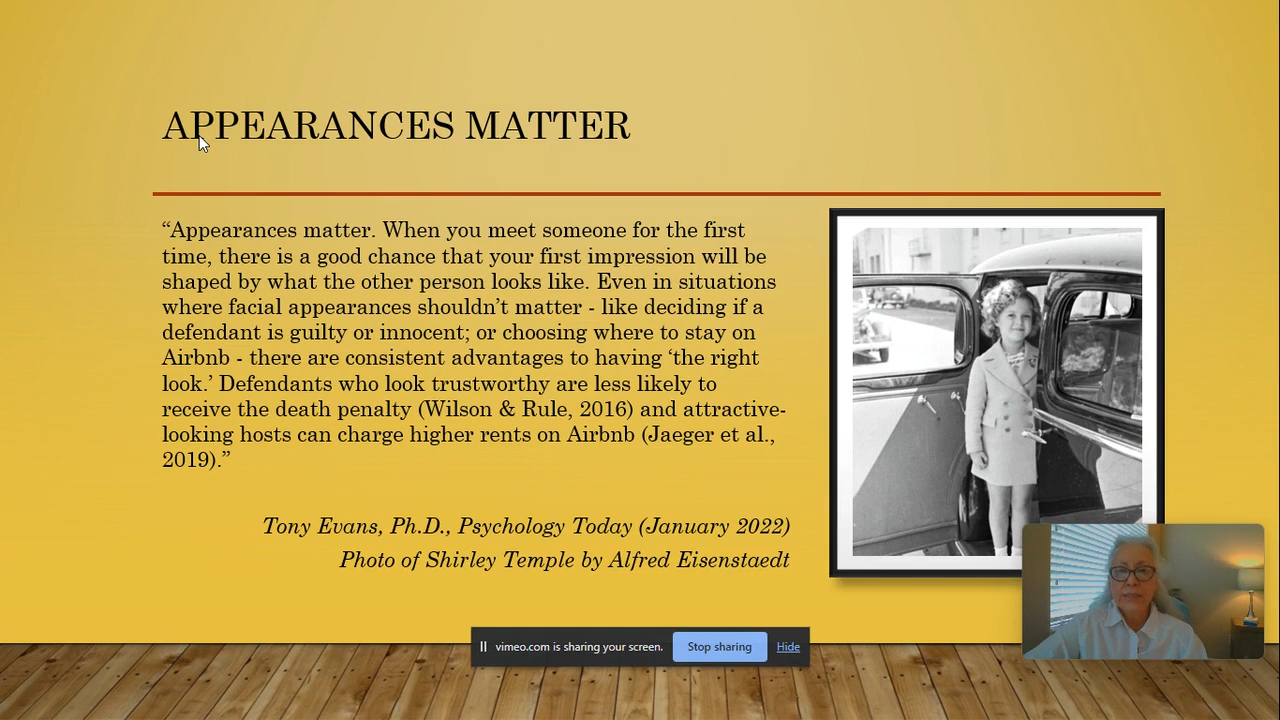 APPEARANCES MATTER
“Appearances matter. When you meet someone for the first
time, there is a good chance that your first impression will be
shaped by what the other person looks like. Even in situations
where facial appearances shouldn’t matter - like deciding if a
defendant is guilty or innocent; or choosing where to stay on
Airbnb - there are consistent advantages to having ‘the right
look.’ Defendants who look trustworthy are less likely to
receive the death penalty (Wilson & Rule, 2016) and attractive-
looking hosts can charge higher rents on Airbnb (Jaeger et al.,
2019).”
Tony Evans, Ph.D., Psychology Today (January 2022)
Photo of Shirley Temple by Alfred Eisenstaedt
vimeo.com is sharing your screen. Stop sharing Hide